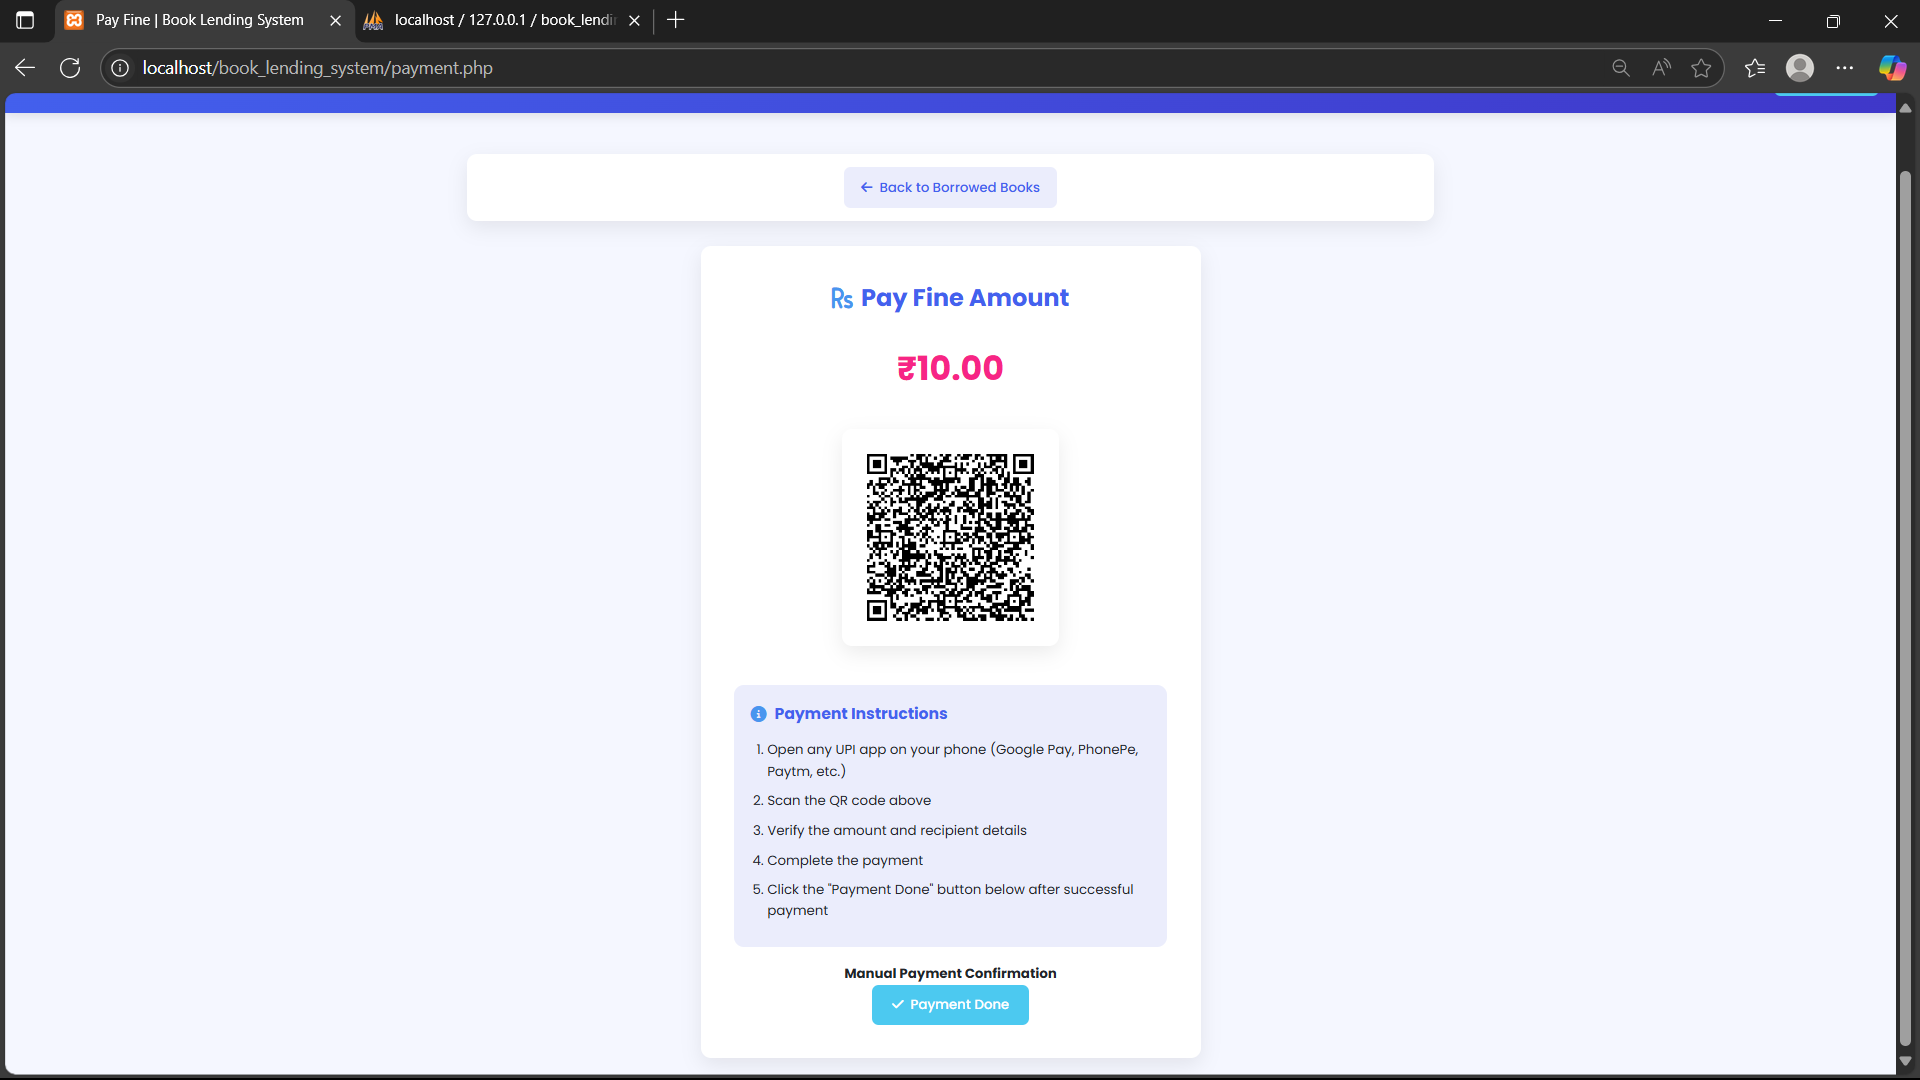 Pay Fine | Book Lending System
localhost / 127.0.0.1 / book_lendi
localhost/book_lending_system/payment.php
Back to Borrowed Books
Rs Pay Fine Amount
₹10.00
Payment Instructions
1. Open any UPI app on your phone (Google Pay, PhonePe,
Paytm, etc.)
2. Scan the QR code above
3. Verify the amount and recipient details
4. Complete the payment
5. Click the "Payment Done" button below after successful
payment
Manual Payment Confirmation
Payment Done